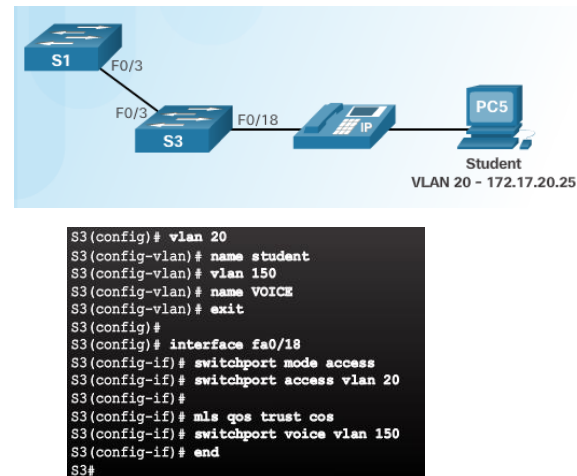 S1
F0/3
F0/3
S3
F0/18
IP
PC5
Student
VLAN 20 - 172.17.20.25
S3(config)# vlan 20
S3(config-vlan)# name student
S3(config-vlan)# vlan 150
S3(config-vlan)# name VOICE
S3(config-vlan)# exit
S3(config)#
S3(config)# interface fa0/18
S3(config-if)# switchport mode access
S3(config-if)# switchport access vlan 20
S3(config-if)#
S3(config-if)# mls qos trust cos
S3(config-if)# switchport voice vlan 150
S3(config-if)# end
S3#